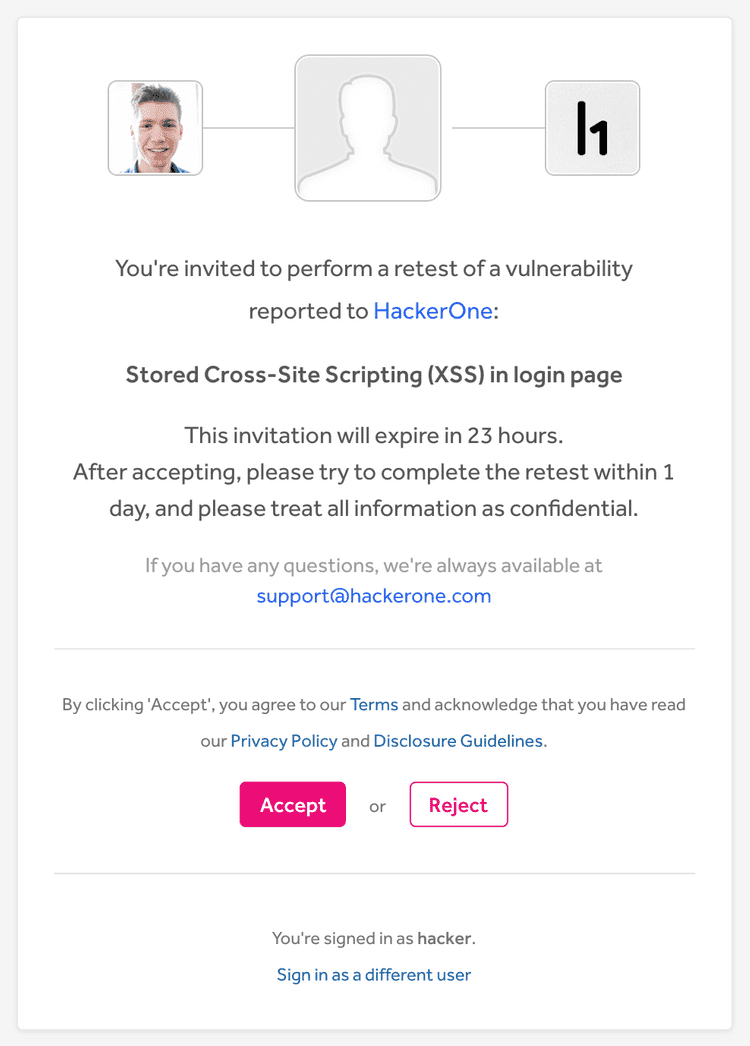 h1
You're invited to perform a retest of a vulnerability
reported to HackerOne:
Stored Cross-Site Scripting (XSS) in login page
This invitation will expire in 23 hours.
After accepting, please try to complete the retest within 1
day, and please treat all information as confidential.
If you have any questions, we're always available at
support@hackerone.com
By clicking 'Accept', you agree to our Terms and acknowledge that you have read
our Privacy Policy and Disclosure Guidelines.
Accept or Reject
You're signed in as hacker.
Sign in as a different user